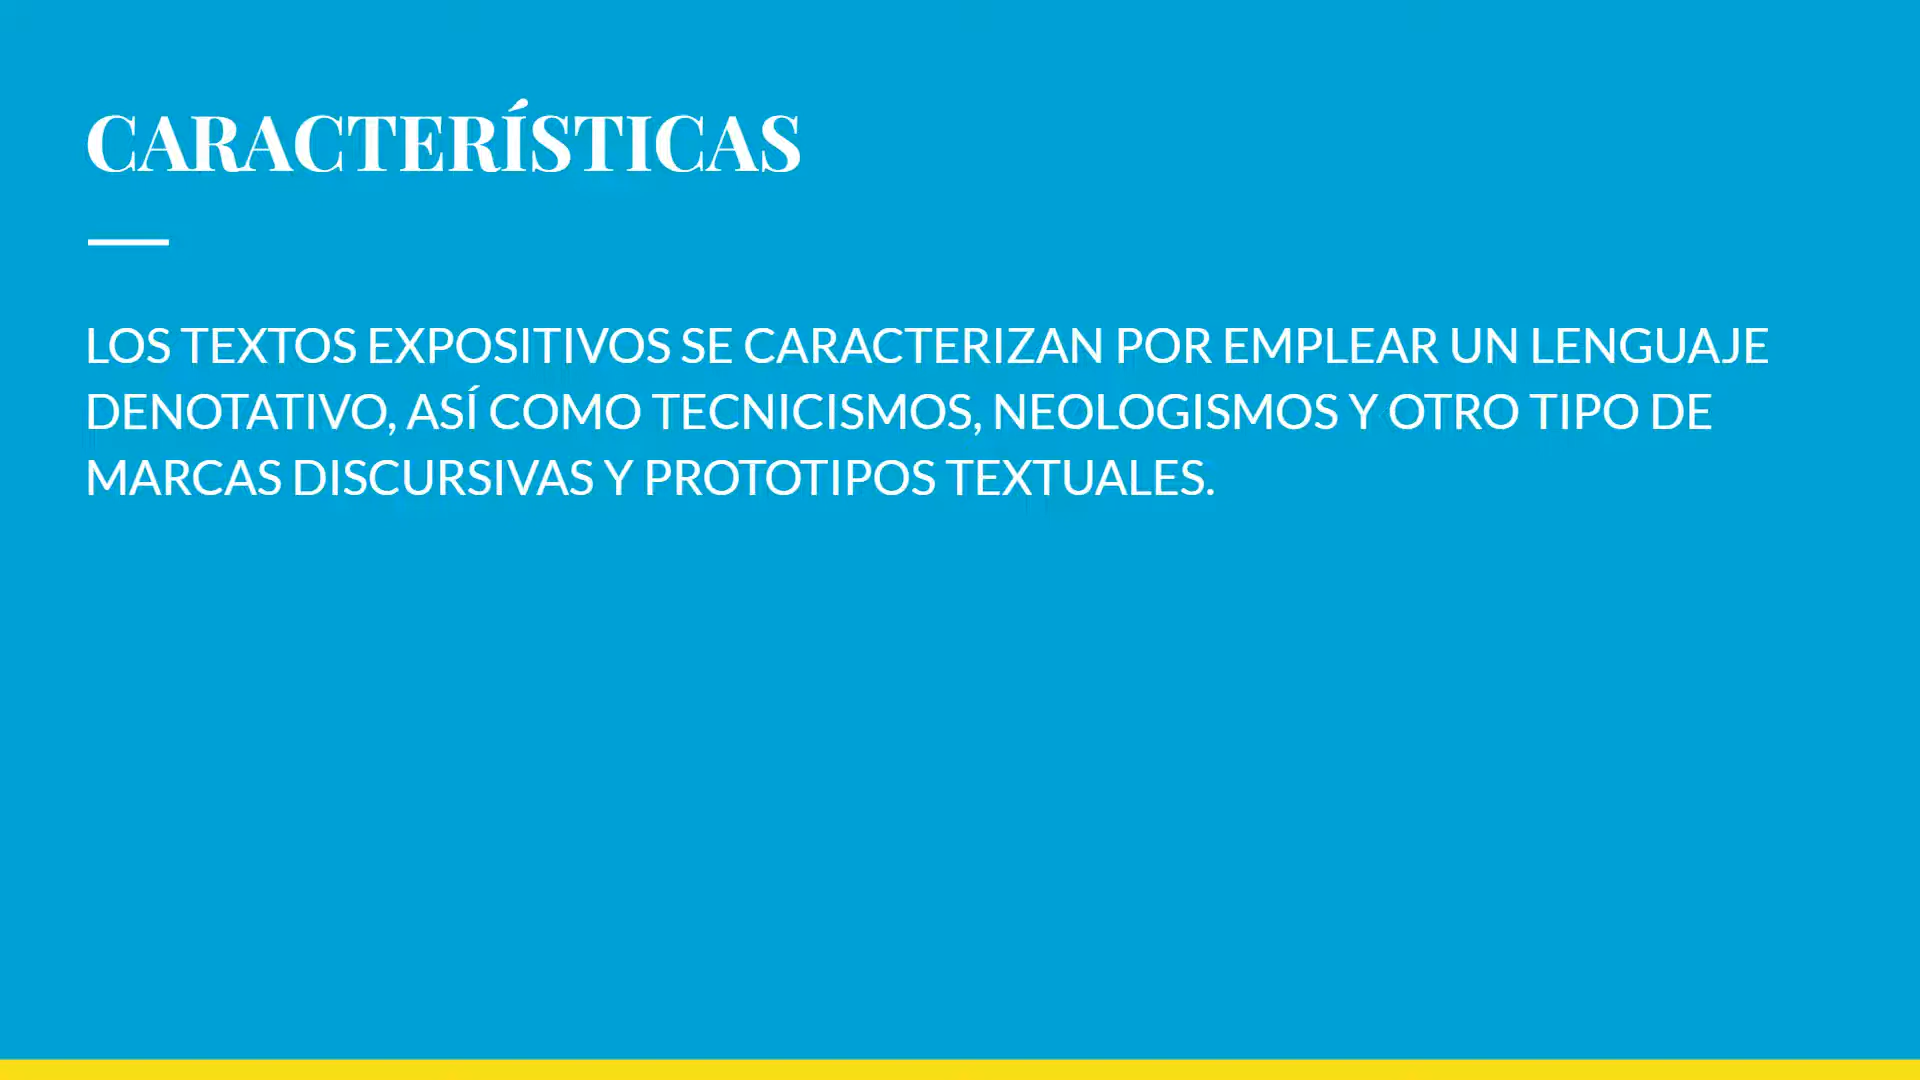 CARACTERÍSTICAS
LOS TEXTOS EXPOSITIVOS SE CARACTERIZAN POR EMPLEAR UN LENGUAJE
DENOTATIVO, ASÍ COMO TECNICISMOS, NEOLOGISMOS Y OTRO TIPO DE
MARCAS DISCURSIVAS Y PROTOTIPOS TEXTUALES.